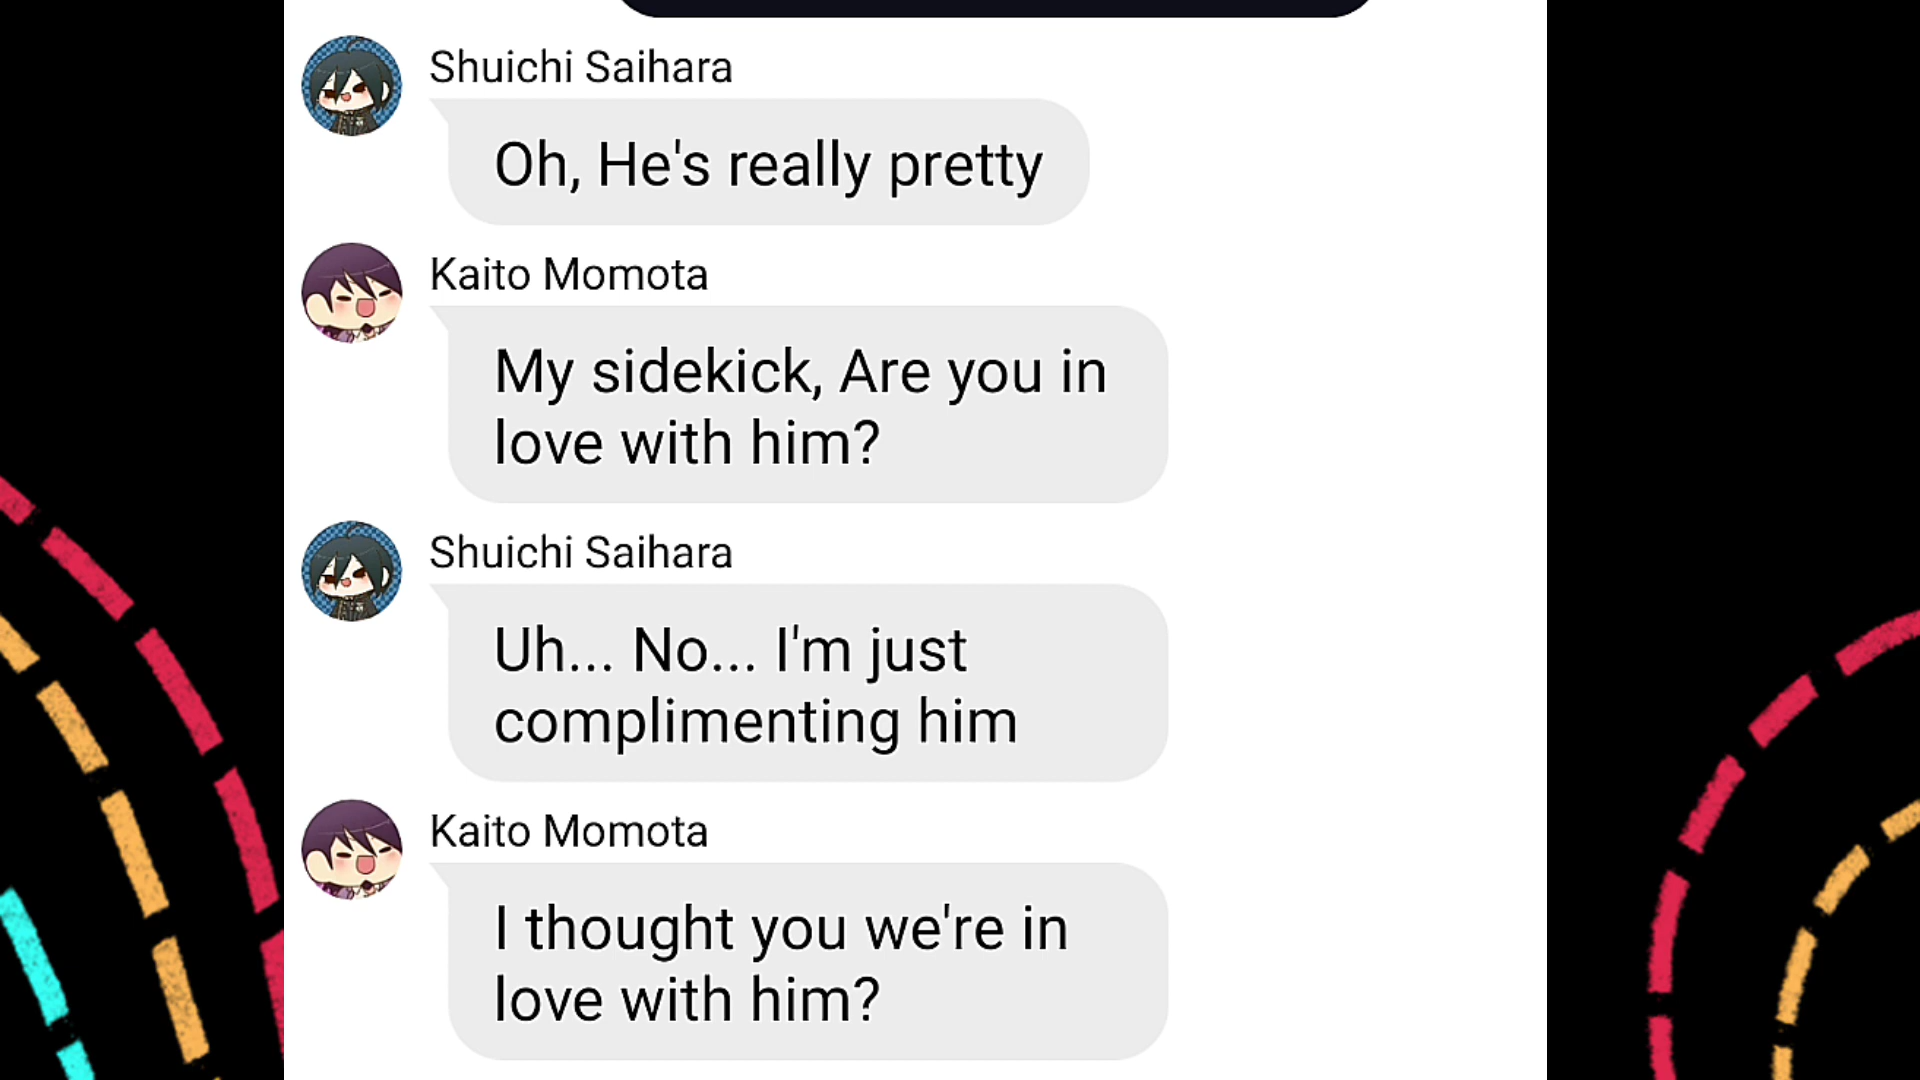 Shuichi Saihara
Oh, He's really pretty
Kaito Momota
My sidekick, Are you in
love with him?
Shuichi Saihara
Uh... No... I'm just
complimenting him
Kaito Momota
I thought you we're in
love with him?